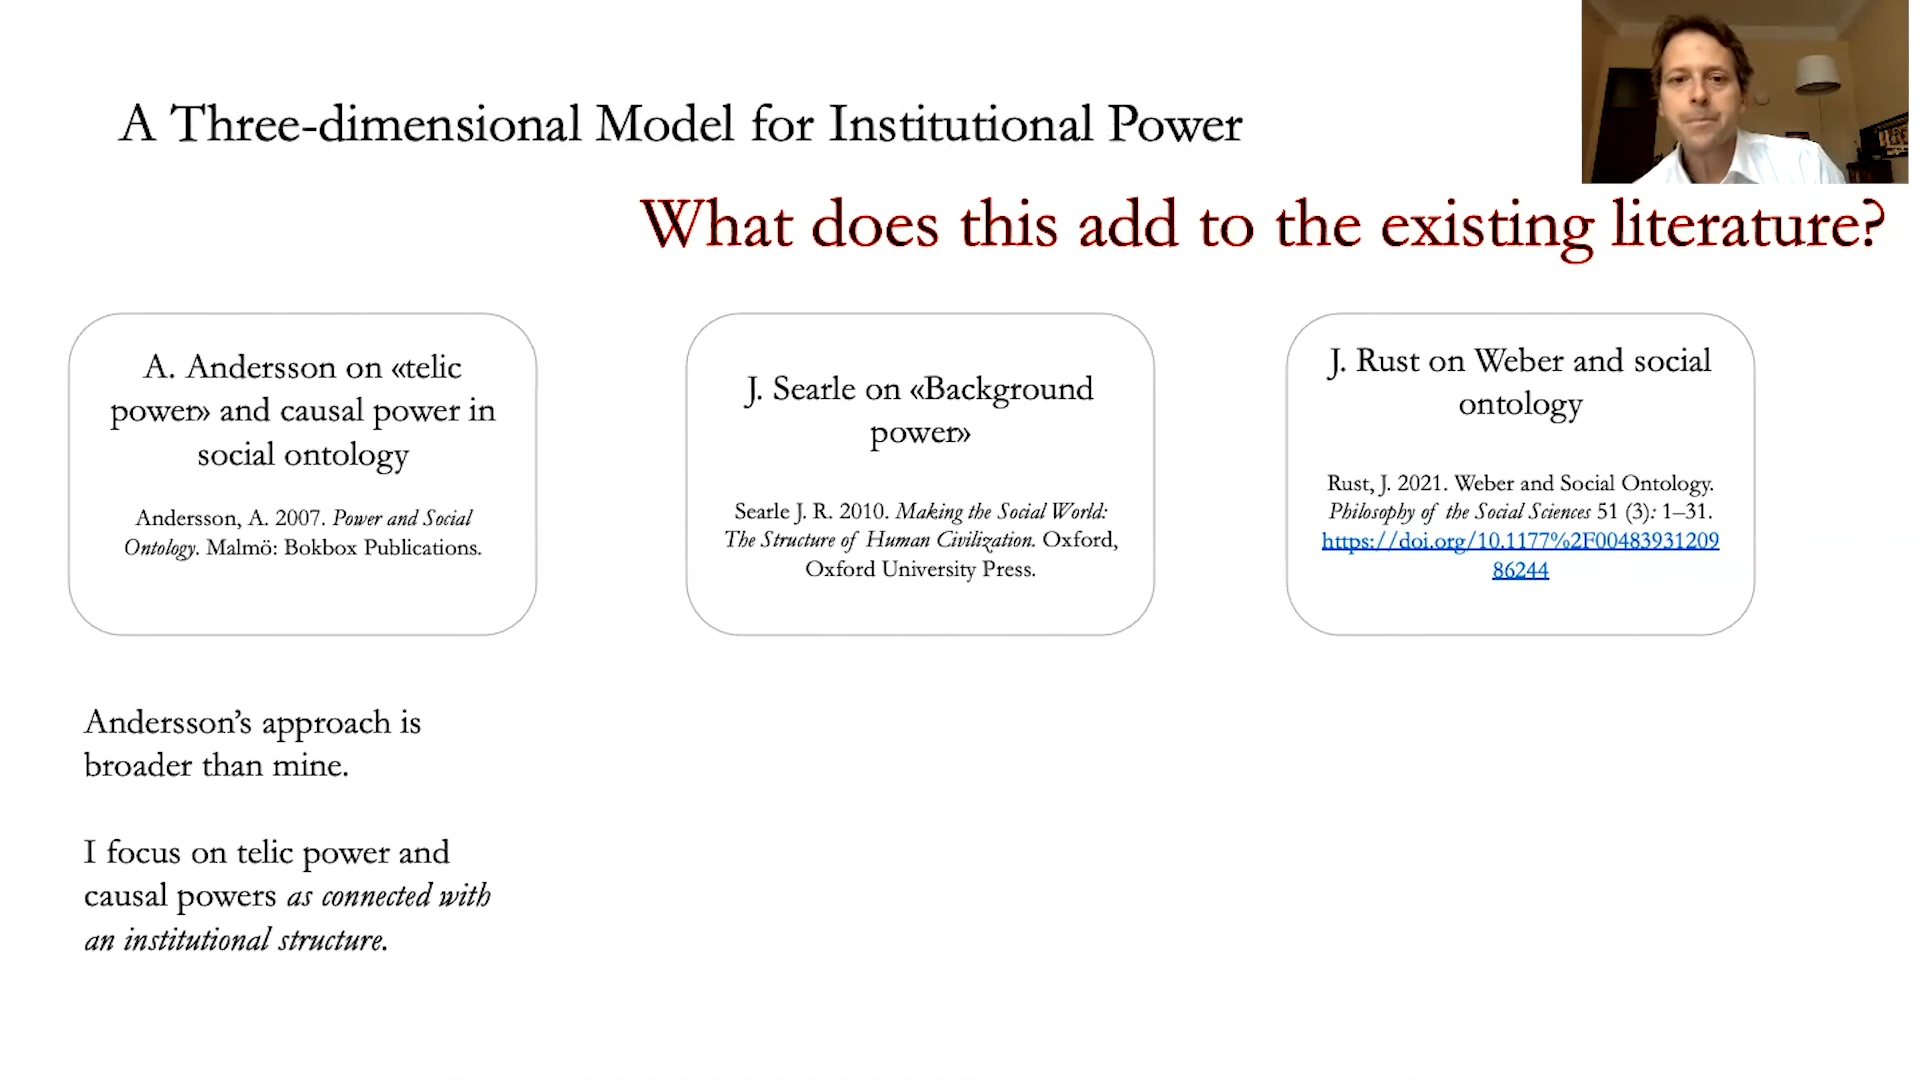 A Three-dimensional Model for Institutional Power
What does this add to the existing literature?
A. Andersson on «telic
power» and causal power in
social ontology
Andersson, A. 2007. Power and Social
Ontology. Malmö: Bokbox Publications.
J. Searle on «Background
power»
Searle J. R. 2010. Making the Social World:
The Structure of Human Civilization. Oxford,
Oxford University Press.
J. Rust on Weber and social
ontology
Rust, J. 2021. Weber and Social Ontology.
Philosophy of the Social Sciences 51 (3): 1–31.
https://doi.org/10.1177%2F00483931209
86244
Andersson’s approach is
broader than mine.
I focus on telic power and
causal powers as connected with
an institutional structure.